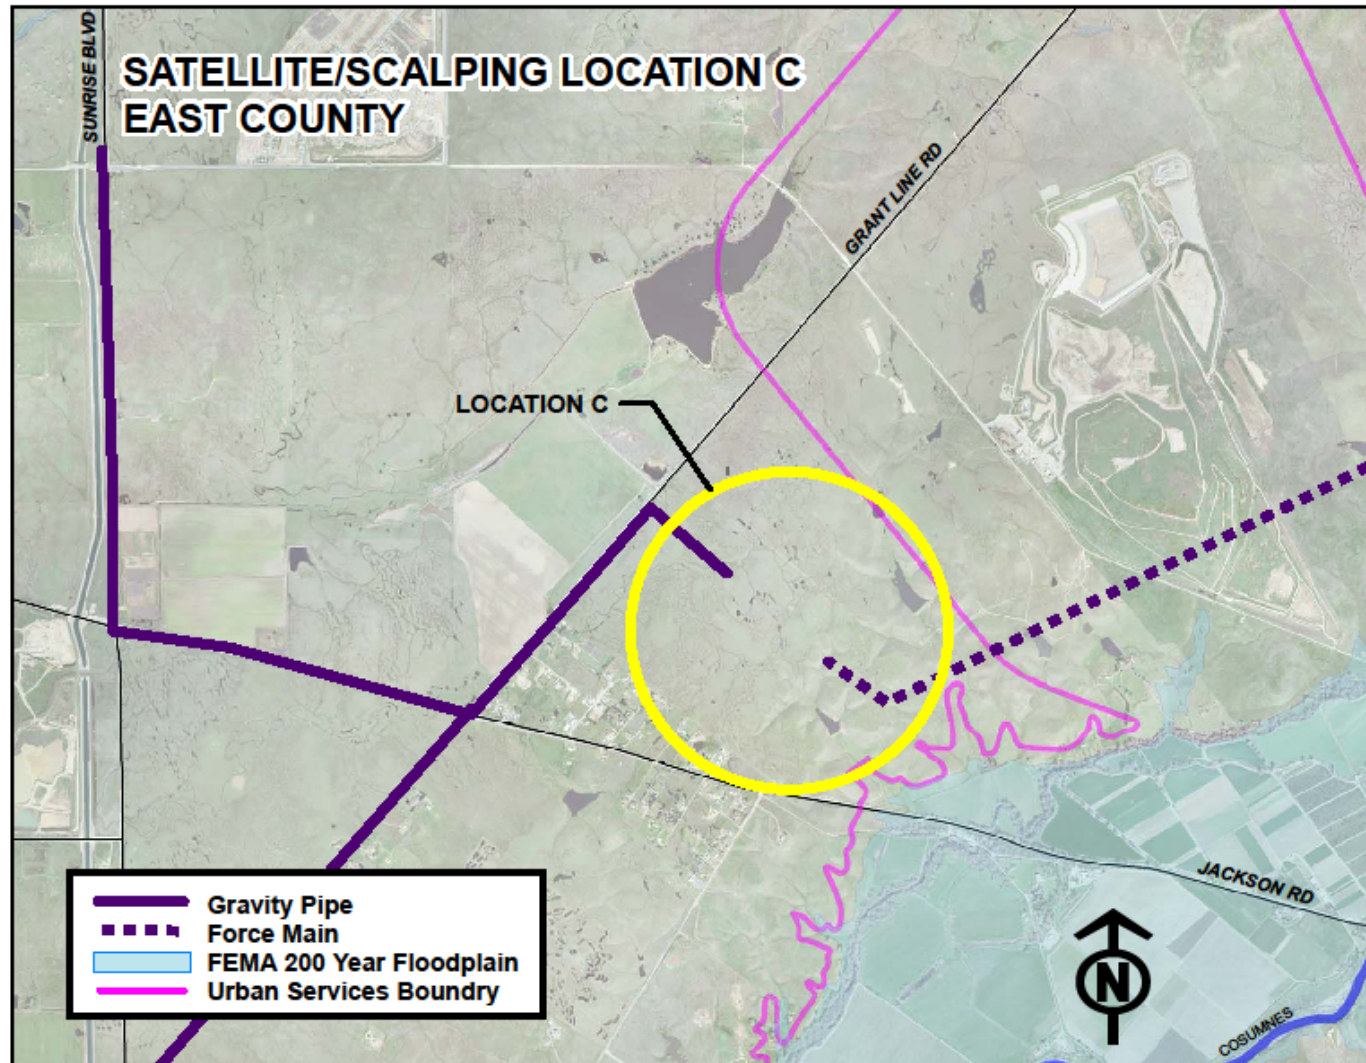 SUNRISE BLVD
SATELLITE/SCALPING LOCATION C
EAST COUNTY
GRANT LINE RD
LOCATION C
JACKSON RD
Gravity Pipe
Force Main
FEMA 200 Year Floodplain
Urban Services Boundry
N
COSUMNES